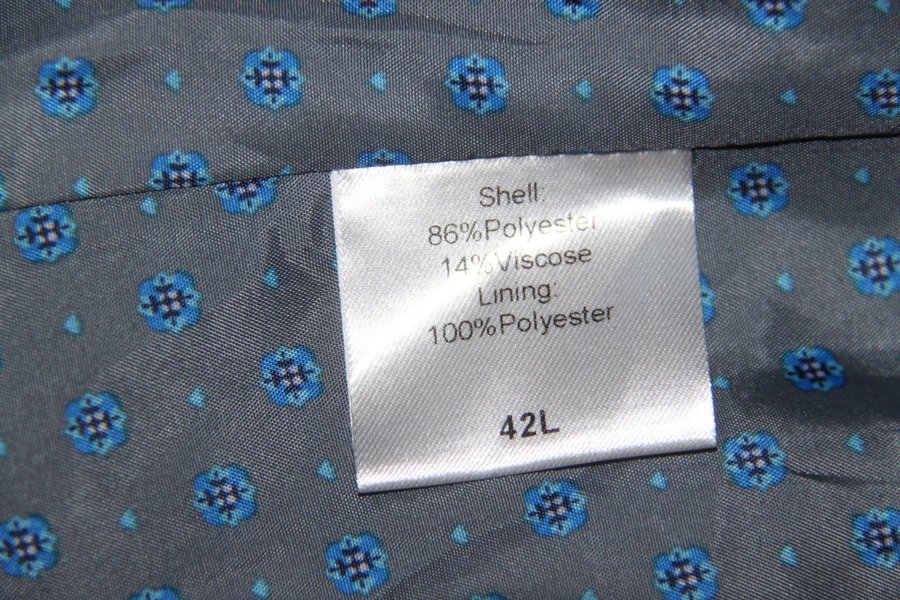 Shell:
86%Polyester
14%Viscose
Lining:
100%Polyester
42L